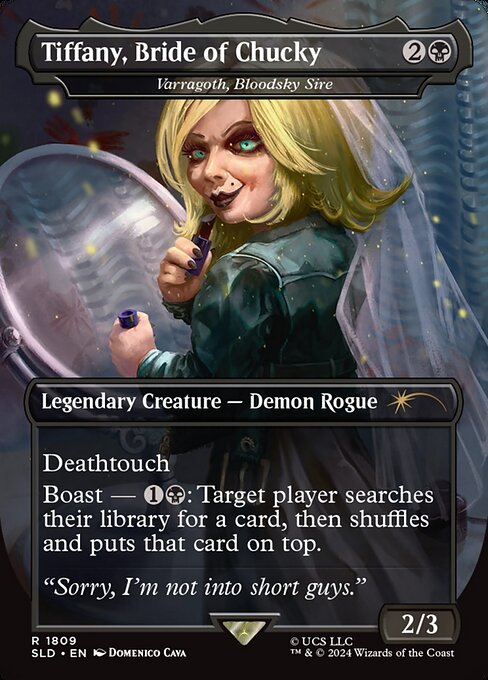 Tiffany, Bride of Chucky 2
Varragoth, Bloodsky Sire
Legendary Creature — Demon Rogue
Deathtouch
Boast — 1: Target player searches
their library for a card, then shuffles
and puts that card on top.
“Sorry, I’m not into short guys.”
2/3
R 1809
SLD • EN Domenico Cava
© UCS LLC
™ & © 2024 Wizards of the Coast